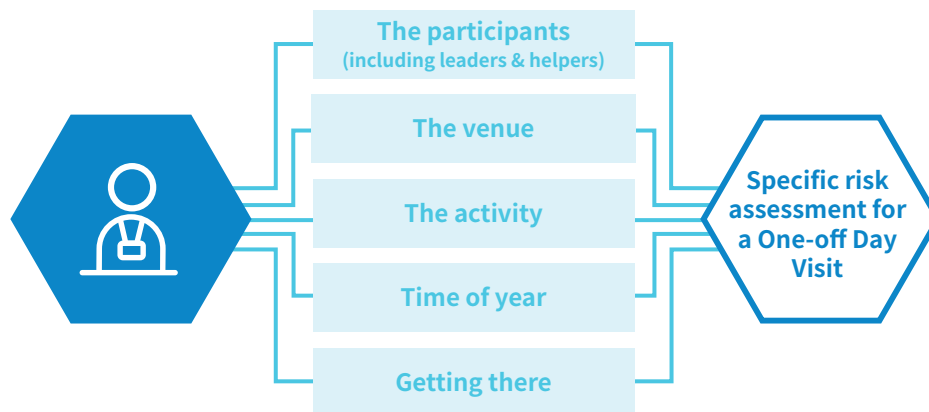 The participants
(including leaders & helpers)
The venue
The activity
Time of year
Getting there
Specific risk
assessment for
a One-off Day
Visit